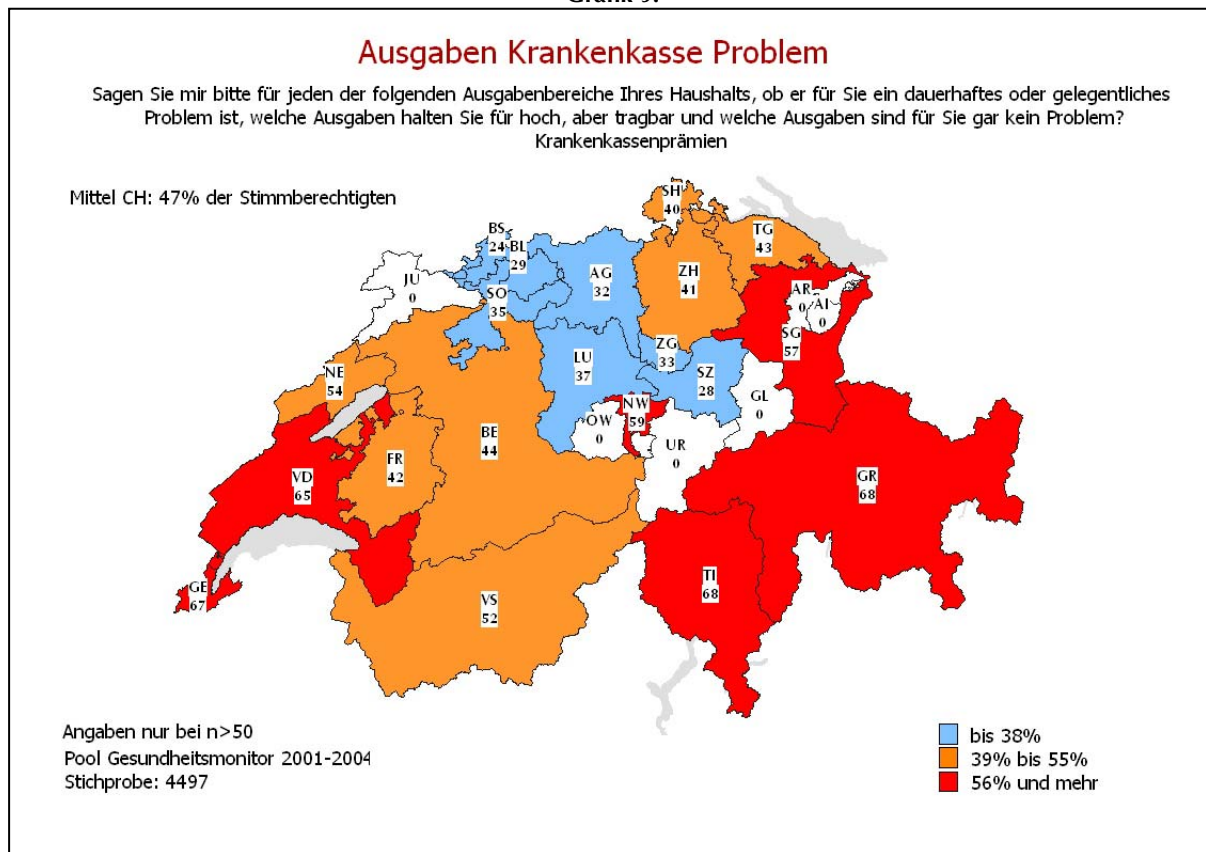 Ausgaben Krankenkasse Problem
Sagen Sie mir bitte für jeden der folgenden Ausgabenbereiche Ihres Haushalts, ob er für Sie ein dauerhaftes oder gelegentliches
Problem ist, welche Ausgaben halten Sie für hoch, aber tragbar und welche Ausgaben sind für Sie gar kein Problem?
Krankenkassenprämien
Mittel CH: 47% der Stimmberechtigten
SH
40
BS
24
BL
29
TG
43
JU
0
AG
32
ZH
41
AR
0
AI
0
SO
35
SG
57
ZG
33
LU
37
SZ
28
NE
54
GL
0
NW
59
OW
0
BE
44
UR
0
FR
42
VD
65
GR
68
GE
67
TI
68
VS
52
Angaben nur bei n>50
Pool Gesundheitsmonitor 2001-2004
Stichprobe: 4497
bis 38%
39% bis 55%
56% und mehr